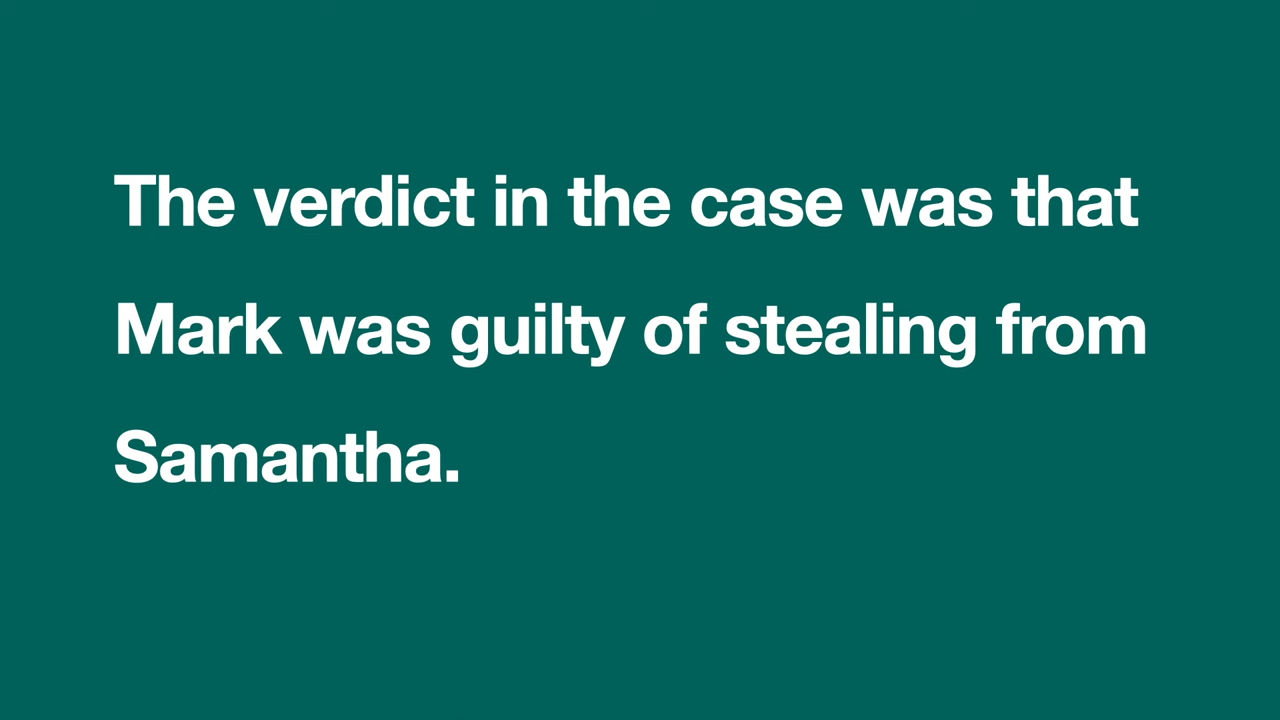 The verdict in the case was that
Mark was guilty of stealing from
Samantha.